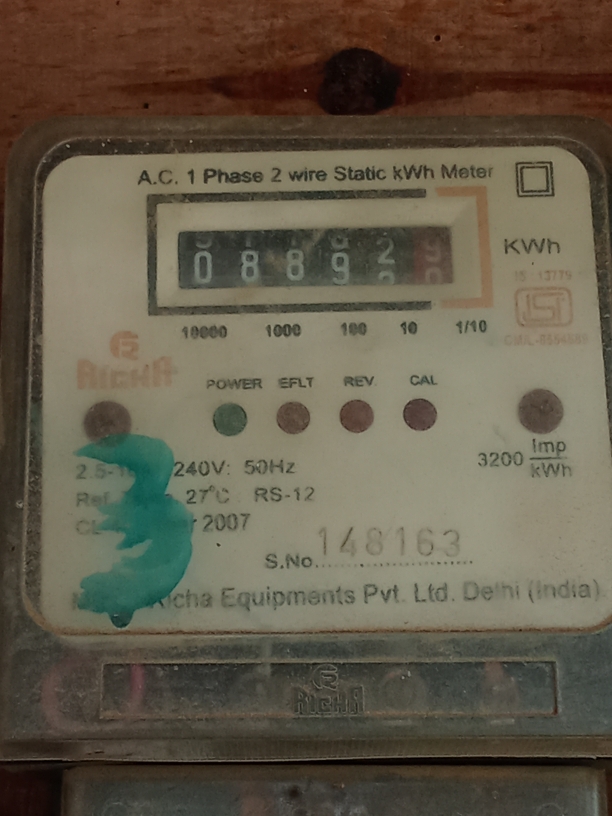 A.C. 1 Phase 2 wire Static kWh Meter
0 8 8 9 2
KWh
10000 1000 100 10 1/10
RICHA
POWER EFLT REV. CAL
240V: 50Hz
3200 Imp
kWh
27°C RS-12
2007
S.No. 148163
Equipments Pvt. Ltd. Delhi (India)
3
RICHA